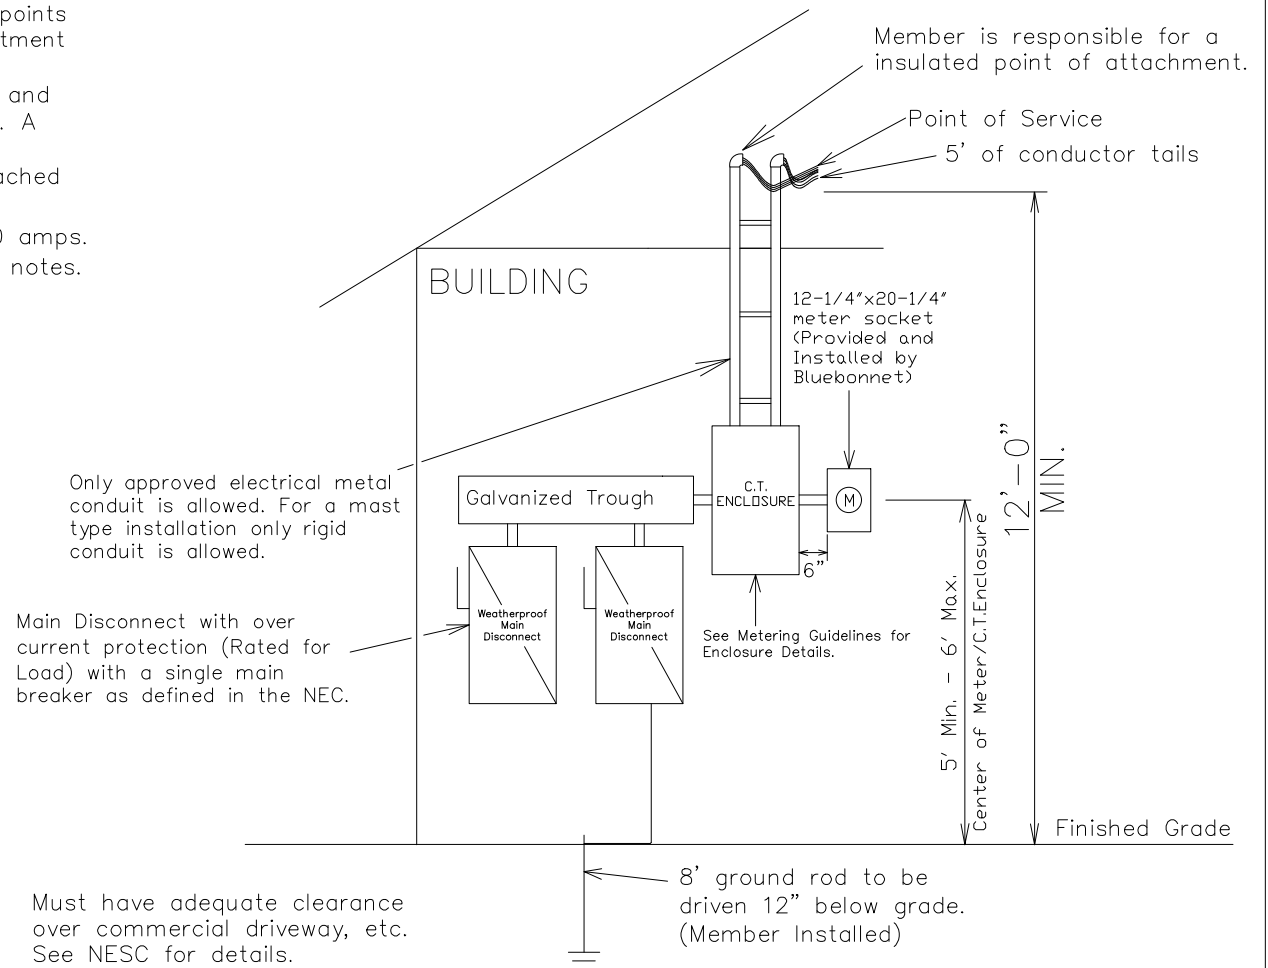 points
tment
and
. A
ached
amps.
notes.
Member is responsible for a
insulated point of attachment.
Point of Service
5' of conductor tails
BUILDING
12-1/4"x20-1/4"
meter socket
(Provided and
Installed by
Bluebonnet)
12'-0"
MIN.
Only approved electrical metal
conduit is allowed. For a mast
type installation only rigid
conduit is allowed.
Galvanized Trough
C.T.
ENCLOSURE
M
6"
Weatherproof
Main
Disconnect
Weatherproof
Main
Disconnect
Main Disconnect with over
current protection (Rated for
Load) with a single main
breaker as defined in the NEC.
See Metering Guidelines for
Enclosure Details.
5' Min. - 6' Max.
Center of Meter/C.T.Enclosure
Finished Grade
8' ground rod to be
driven 12" below grade.
(Member Installed)
Must have adequate clearance
over commercial driveway, etc.
See NESC for details.